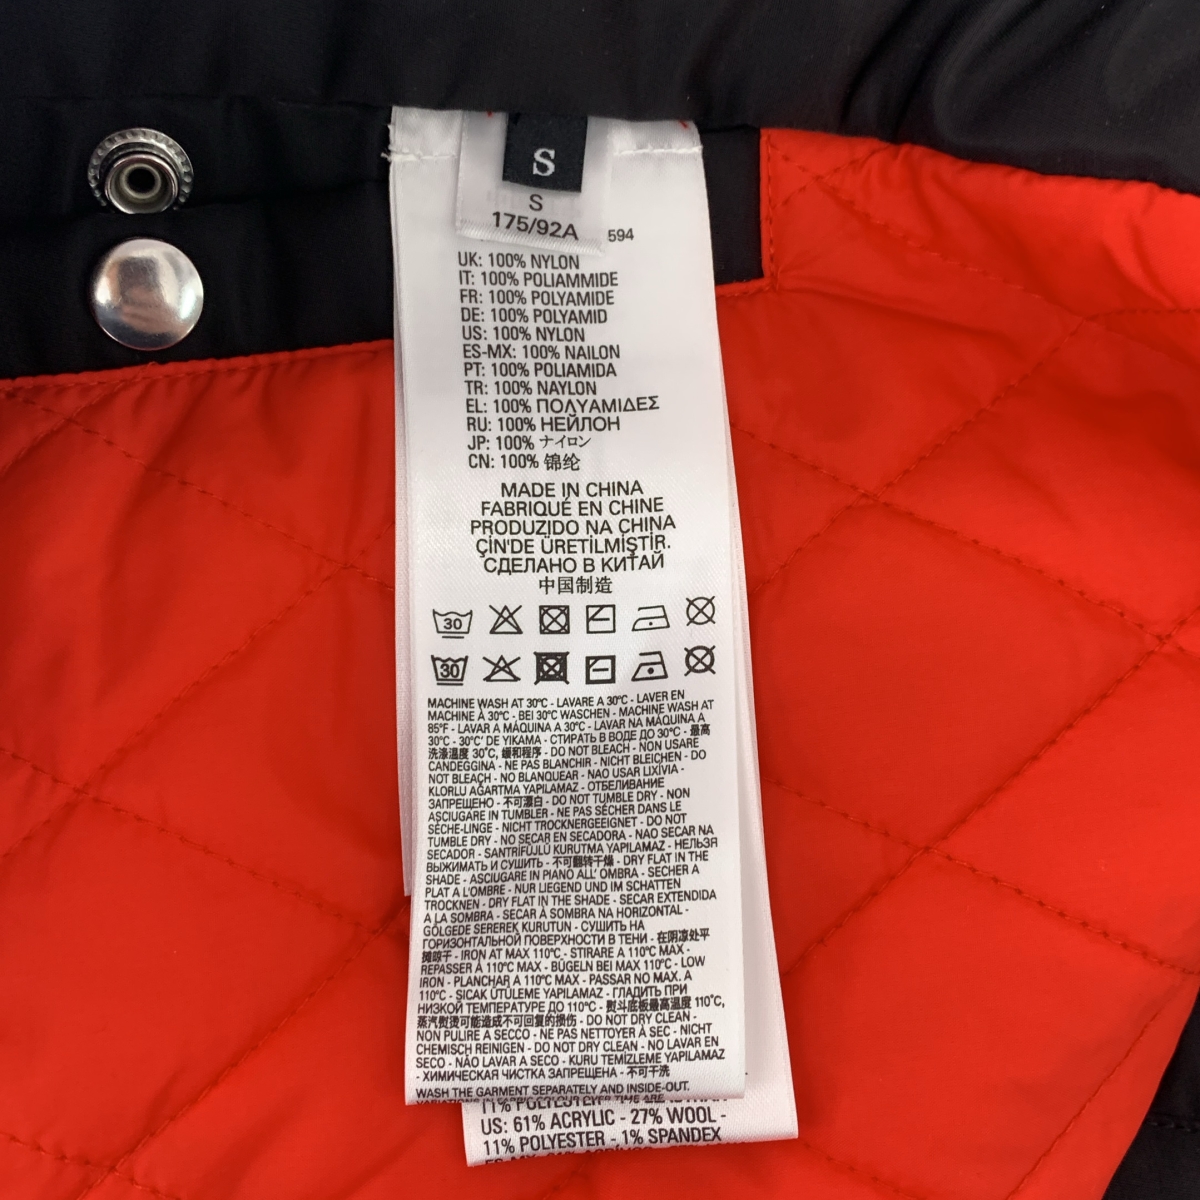 S
S
175/92A
594
UK: 100% NYLON
IT: 100% POLIAMMIDE
FR: 100% POLYAMIDE
DE: 100% POLYAMID
US: 100% NYLON
ES-MX: 100% NAILON
PT: 100% POLIAMIDA
TR: 100% NAYLON
EL: 100% ΠΟΛΥΑΜΙΔΕΣ
RU: 100% НЕЙЛОН
JP: 100% ナイロン
CN: 100% 锦纶
MADE IN CHINA
FABRIQUÉ EN CHINE
PRODUZIDO NA CHINA
ÇİN'DE ÜRETİLMİŞTİR.
СДЕЛАНО В КИТАЙ
中国制造
30
30
MACHINE WASH AT 30°C - LAVARE A 30°C - LAVER EN
MACHINE À 30°C - BEI 30°C WASCHEN - MACHINE WASH AT
85°F - LAVAR A MÁQUINA A 30°C - LAVAR NA MÁQUINA A
30°C - 30°C' DE YIKAMA - СТИРАТЬ В ВОДЕ ДО 30°C - 最高
洗涤温度 30°C, 缓和程序 - DO NOT BLEACH - NON USARE
CANDEGGINA - NE PAS BLANCHIR - NICHT BLEICHEN - DO
NOT BLEACH - NO BLANQUEAR - NAO USAR LIXÍVIA -
KLORLU AĞARTMA YAPILAMAZ - ОТБЕЛИВАНИЕ
ЗАПРЕЩЕНО - 不可漂白 - DO NOT TUMBLE DRY - NON
ASCIUGARE IN TUMBLER - NE PAS SÉCHER DANS LE
SÈCHE-LINGE - NICHT TROCKNERGEEIGNET - DO NOT
TUMBLE DRY - NO SECAR EN SECADORA - NAO SECAR NA
SECADOR - SANTRİFÜJLÜ KURUTMA YAPILAMAZ - НЕЛЬЗЯ
ВЫЖИМАТЬ И СУШИТЬ - 不可翻转干燥 - DRY FLAT IN THE
SHADE - ASCIUGARE IN PIANO ALL' OMBRA - SECHER A
PLAT A L'OMBRE - NUR LIEGEND UND IM SCHATTEN
TROCKNEN - DRY FLAT IN THE SHADE - SECAR EXTENDIDA
A LA SOMBRA - SECAR À SOMBRA NA HORIZONTAL -
GÖLGEDE SEREREK KURUTUN - СУШИТЬ НА
ГОРИЗОНТАЛЬНОЙ ПОВЕРХНОСТИ В ТЕНИ - 在阴凉处平
摊晾干 - IRON AT MAX 110°C - STIRARE A 110°C MAX -
REPASSER À 110°C MAX - BÜGELN BEI MAX 110°C - LOW
IRON - PLANCHAR A 110°C MAX - PASSAR NO MAX. A
110°C - SICAK ÜTÜLEME YAPILAMAZ - ГЛАДИТЬ ПРИ
НИЗКОЙ ТЕМПЕРАТУРЕ ДО 110°C - 熨斗底板最高温度 110°C,
蒸汽熨烫可能造成不可回复的损伤 - DO NOT DRY CLEAN -
NON PULIRE A SECCO - NE PAS NETTOYER À SEC - NICHT
CHEMISCH REINIGEN - DO NOT DRY CLEAN - NO LAVAR EN
SECO - NÃO LAVAR A SECO - KURU TEMİZLEME YAPILAMAZ
- ХИМИЧЕСКАЯ ЧИСТКА ЗАПРЕЩЕНА - 不可干洗
WASH THE GARMENT SEPARATELY AND INSIDE-OUT.
VARIATIONS IN FABRIC COLOUR OVER TIME ARE
11% POLYESTER
US: 61% ACRYLIC - 27% WOOL -
11% POLYESTER - 1% SPANDEX